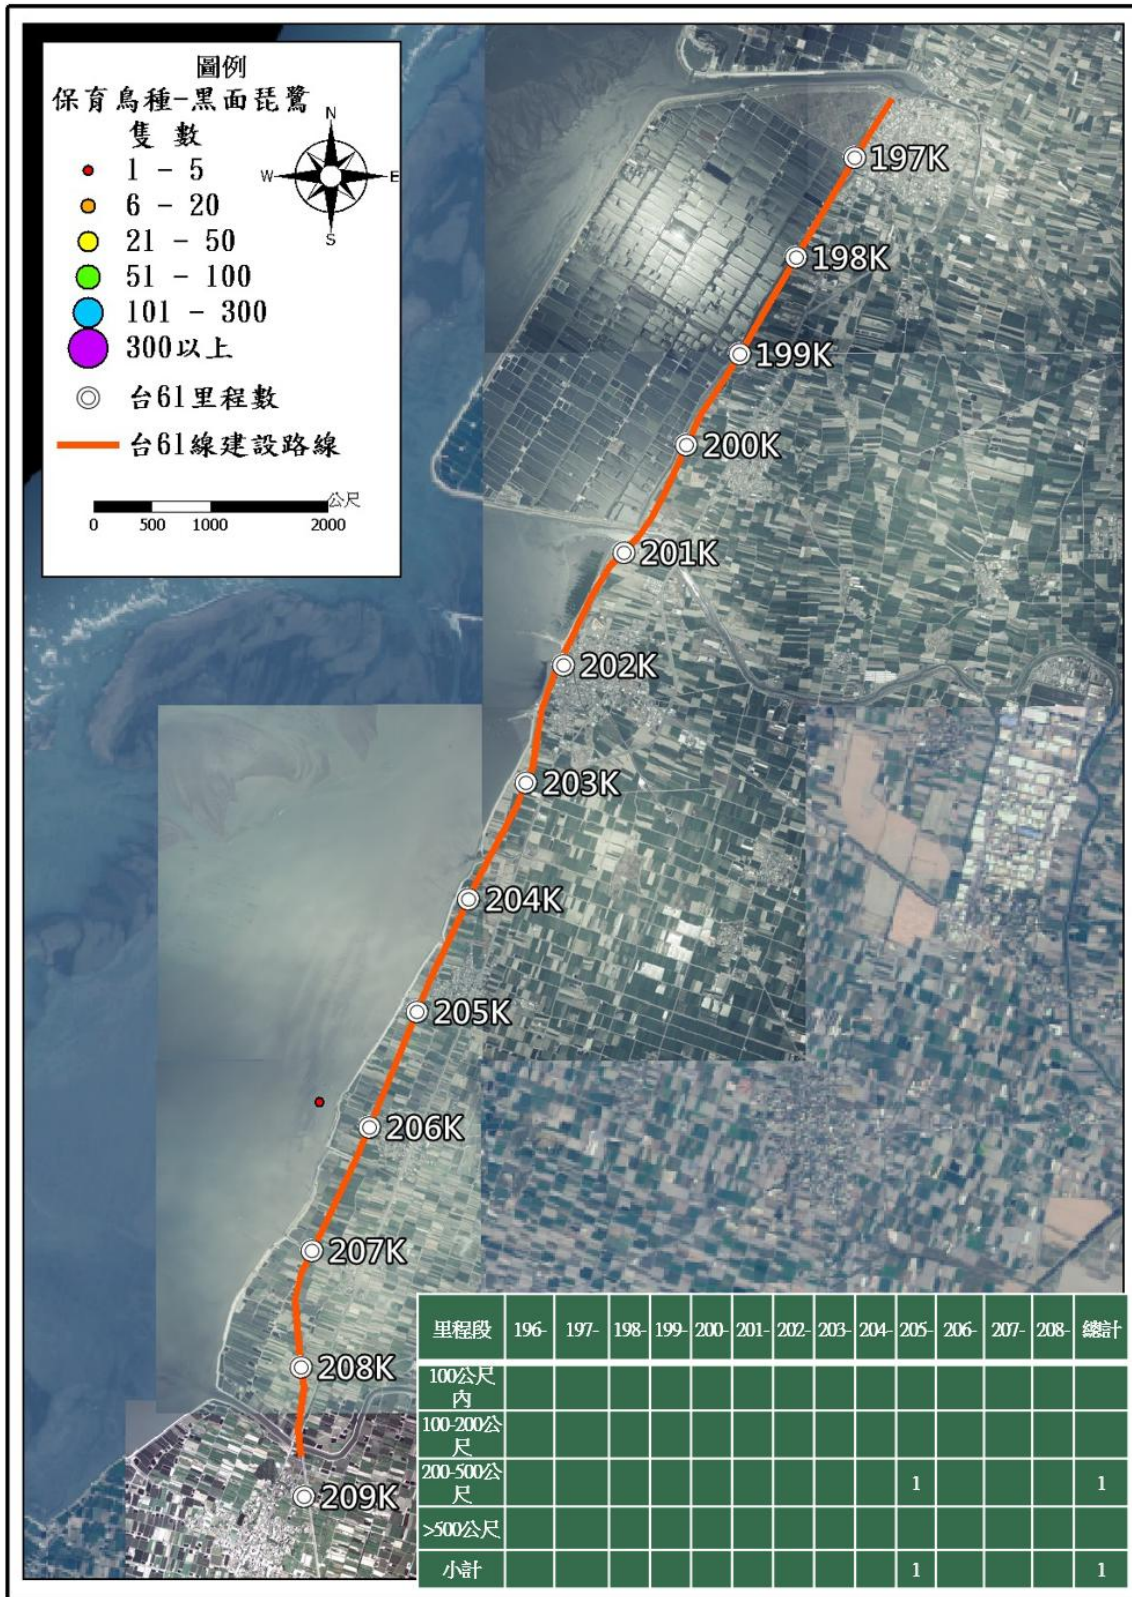 圖例
保育鳥種-黑面琵鷺
隻 數
1 - 5
6 - 20
21 - 50
51 - 100
101 - 300
300以上
台61里程數
台61線建設路線
N
W
E
S
公尺
0 500 1000 2000
197K
198K
199K
200K
201K
202K
203K
204K
205K
206K
207K
208K
209K
里程段 196- 197- 198- 199- 200- 201- 202- 203- 204- 205- 206- 207- 208- 總計
100公尺
內
100-200公
尺
200-500公
尺 1 1
>500公尺
小計 1 1